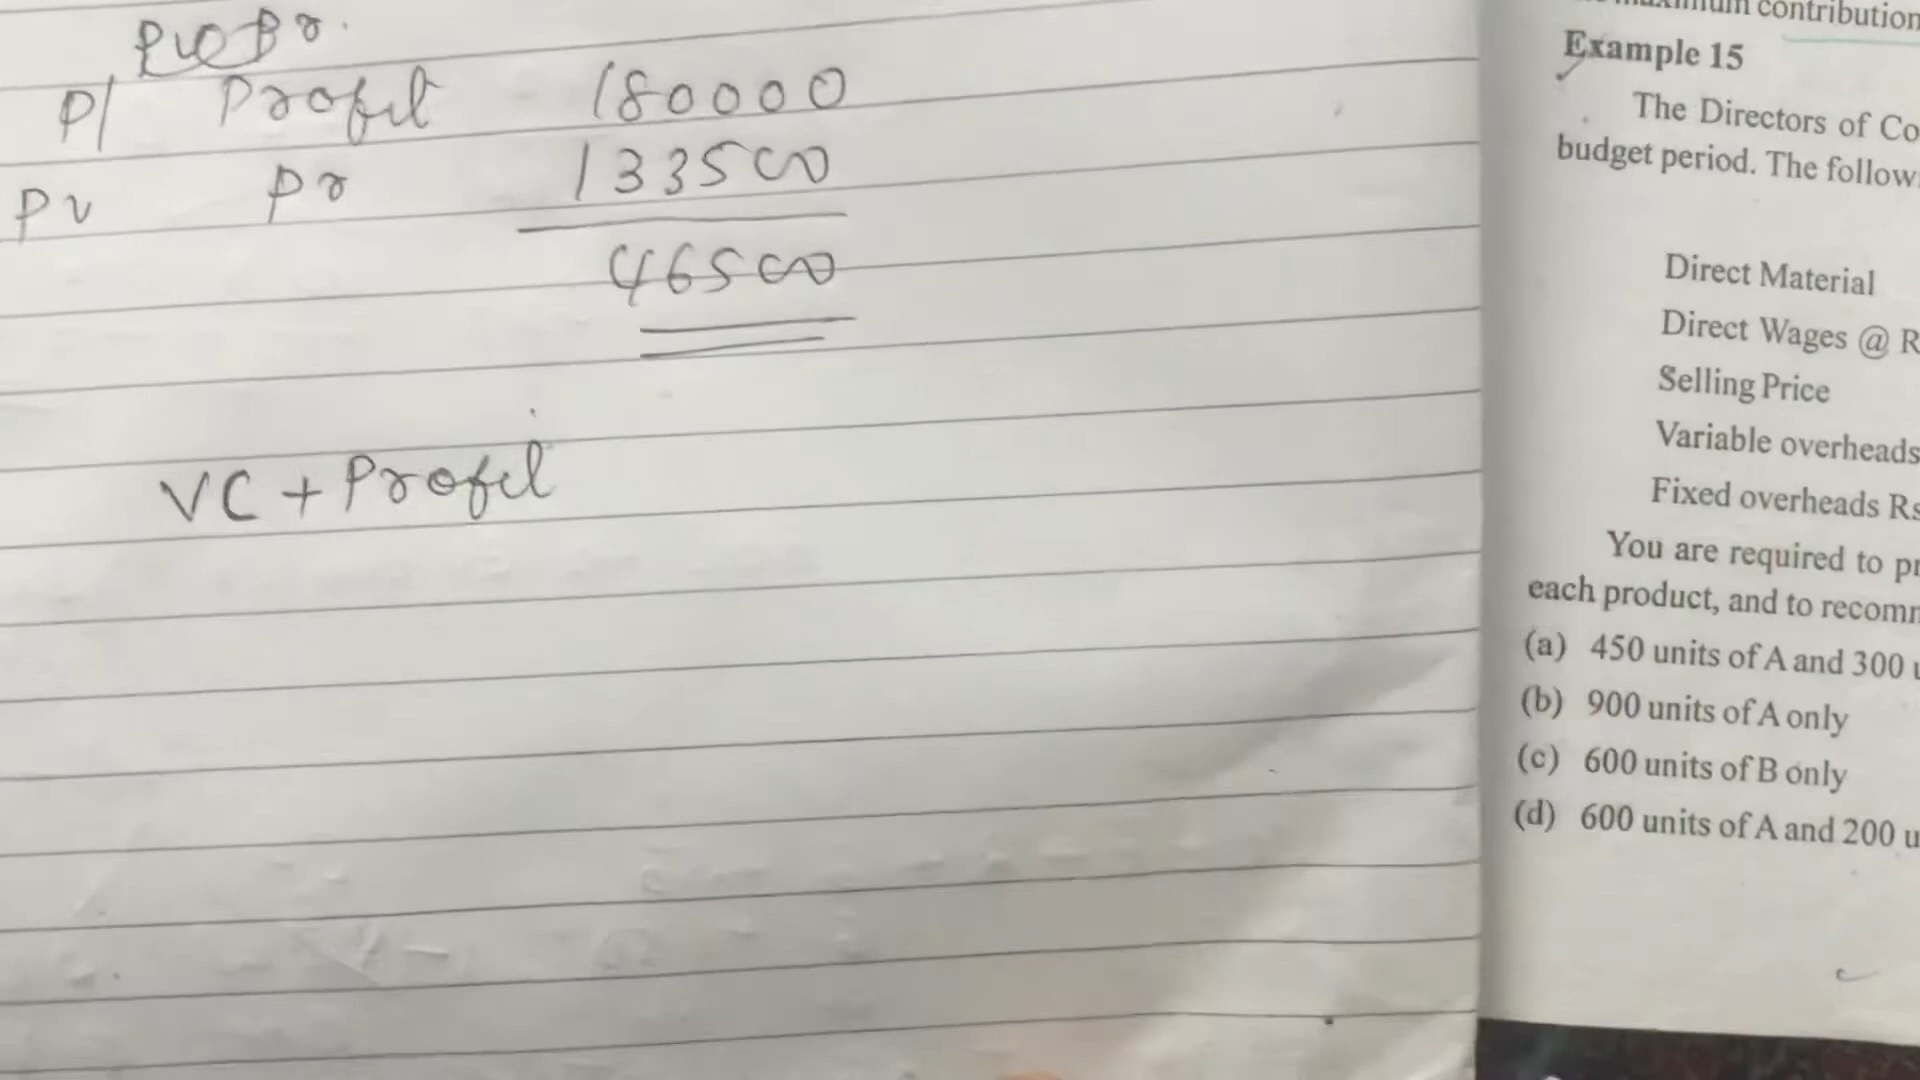 P/ Profit 180000
Pv Pr 133500
46500
VC + Profit
maximum contribution
Example 15
The Directors of Co
budget period. The follow
Direct Material
Direct Wages @ R
Selling Price
Variable overheads
Fixed overheads Rs
You are required to pr
each product, and to recom
(a) 450 units of A and 300 u
(b) 900 units of A only
(c) 600 units of B only
(d) 600 units of A and 200 u